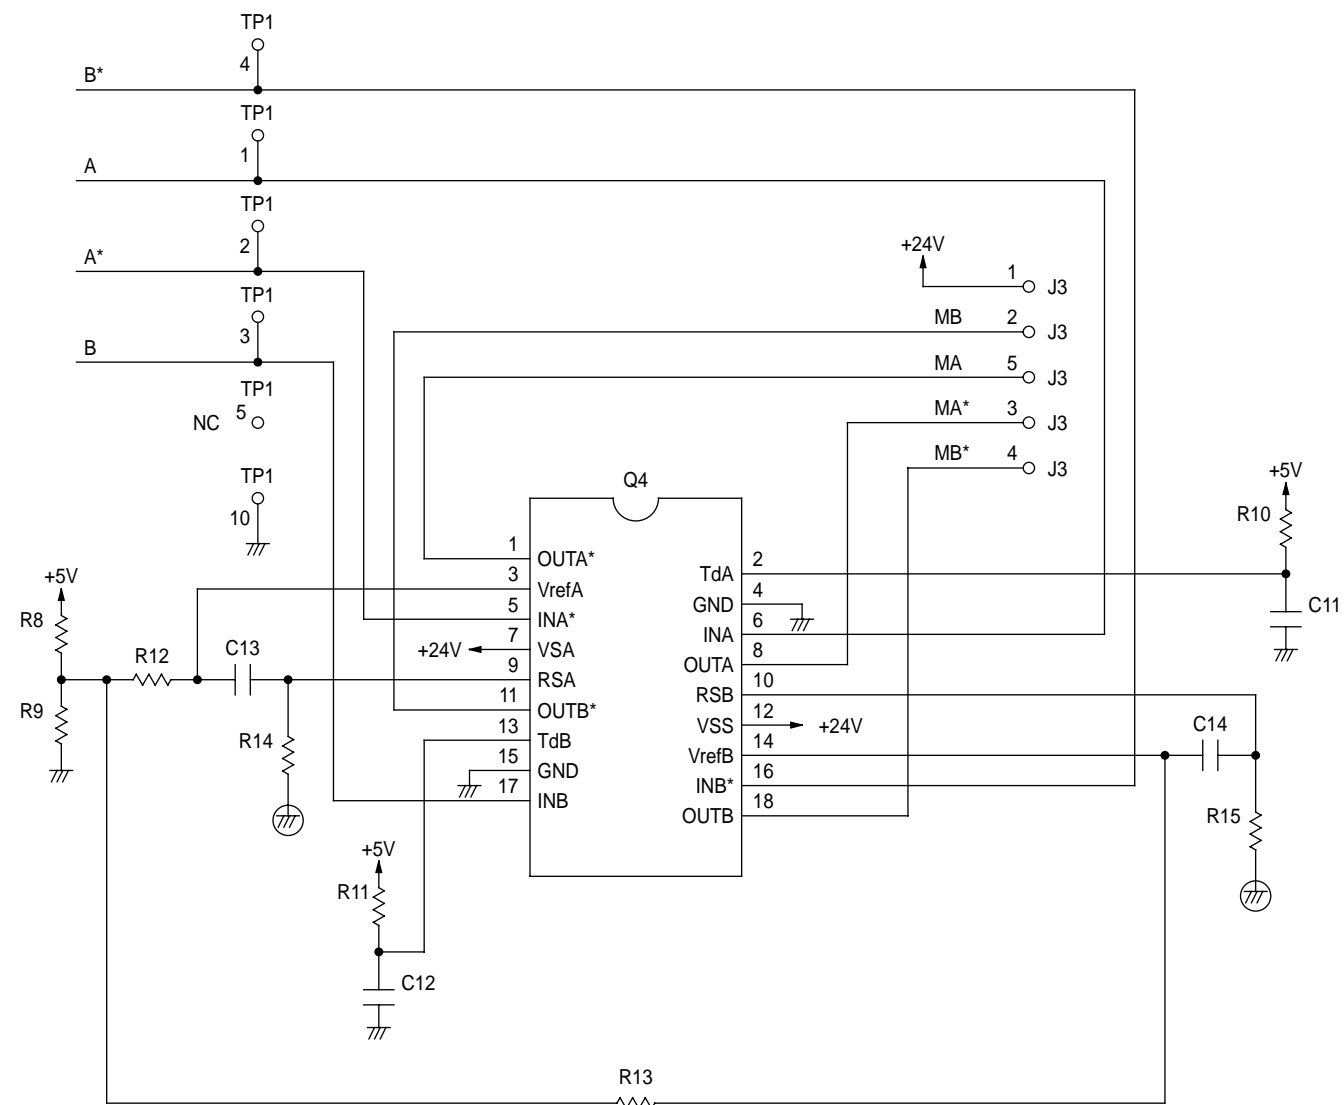 TP1
4
B*
TP1
1
A
TP1
2
A*
TP1
3
B
TP1
NC 5
TP1
10
+24V
1 J3
MB 2 J3
MA 5 J3
MA* 3 J3
MB* 4 J3
Q4
1 OUTA*
3 VrefA
5 INA*
+24V 7 VSA
9 RSA
11 OUTB*
13 TdB
15 GND
17 INB
TdA 2
GND 4
INA 6
OUTA 8
RSB 10
VSS 12 +24V
VrefB 14
INB* 16
OUTB 18
+5V
R10
C11
+5V
R8
R12
C13
R9
R14
C14
R15
+5V
R11
C12
R13